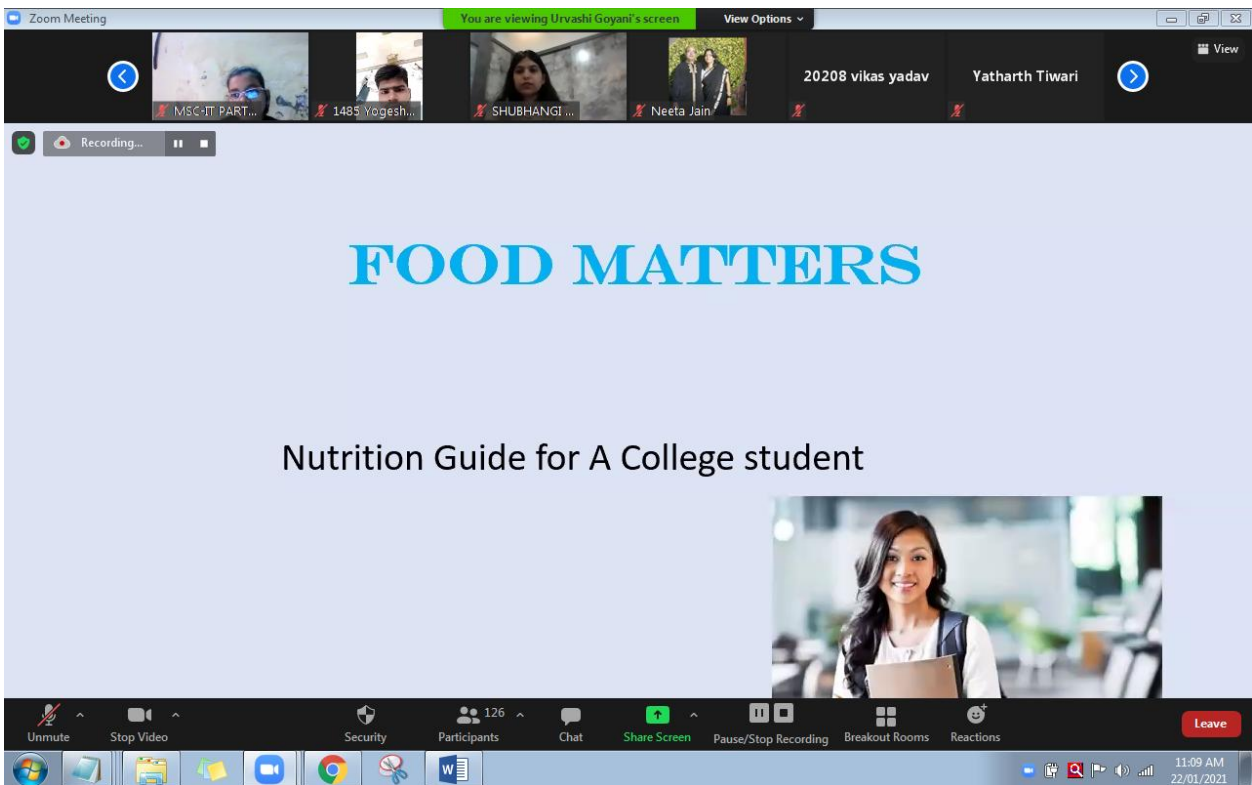 Zoom Meeting
You are viewing Urvashi Goyani's screen
View Options
View
MSC-IT PART...
1485 Yogesh...
SHUBHANGI ...
Neeta Jain
20208 vikas yadav
Yatharth Tiwari
Recording...
FOOD MATTERS
Nutrition Guide for A College student
Unmute
Stop Video
Security
126
Participants
Chat
Share Screen
Pause/Stop Recording
Breakout Rooms
Reactions
Leave
11:09 AM
22/01/2021